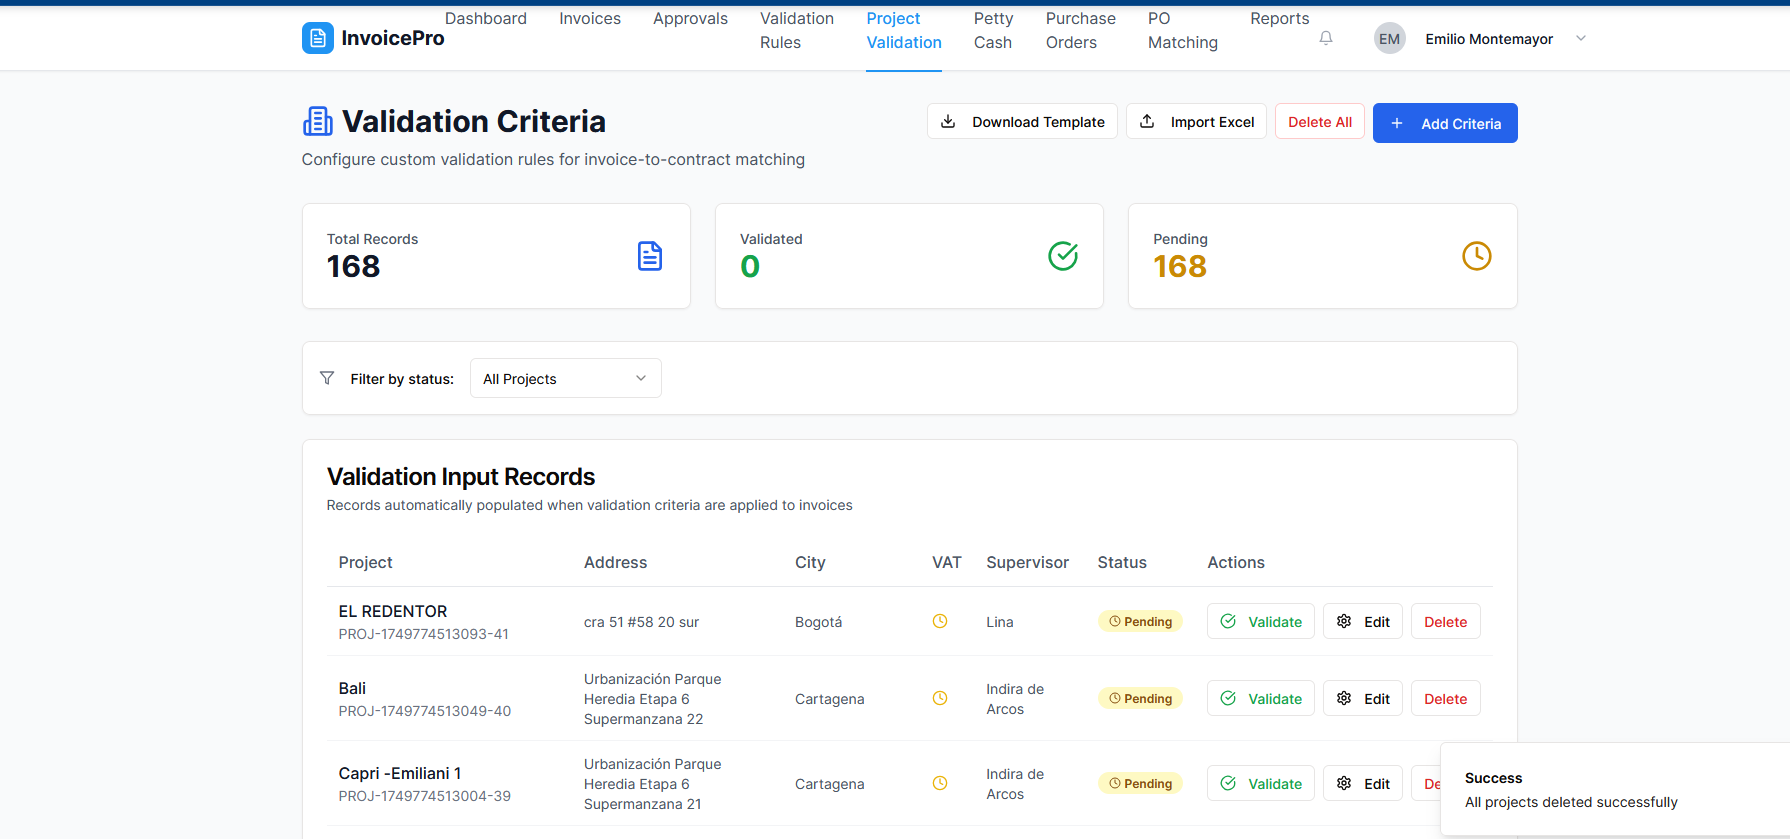 InvoicePro
Dashboard
Invoices
Approvals
Validation
Rules
Project
Validation
Petty
Cash
Purchase
Orders
PO
Matching
Reports
EM
Emilio Montemayor
Validation Criteria
Configure custom validation rules for invoice-to-contract matching
Download Template
Import Excel
Delete All
+ Add Criteria
Total Records
168
Validated
0
Pending
168
Filter by status:
All Projects
Validation Input Records
Records automatically populated when validation criteria are applied to invoices
Project Address City VAT Supervisor Status Actions
EL REDENTOR
PROJ-1749774513093-41
cra 51 #58 20 sur
Bogotá
Lina
Pending
Validate
Edit
Delete
Bali
PROJ-1749774513049-40
Urbanización Parque
Heredia Etapa 6
Supermanzana 22
Cartagena
Indira de
Arcos
Pending
Validate
Edit
Delete
Capri -Emiliani 1
PROJ-1749774513004-39
Urbanización Parque
Heredia Etapa 6
Supermanzana 21
Cartagena
Indira de
Arcos
Pending
Validate
Edit
De
Success
All projects deleted successfully